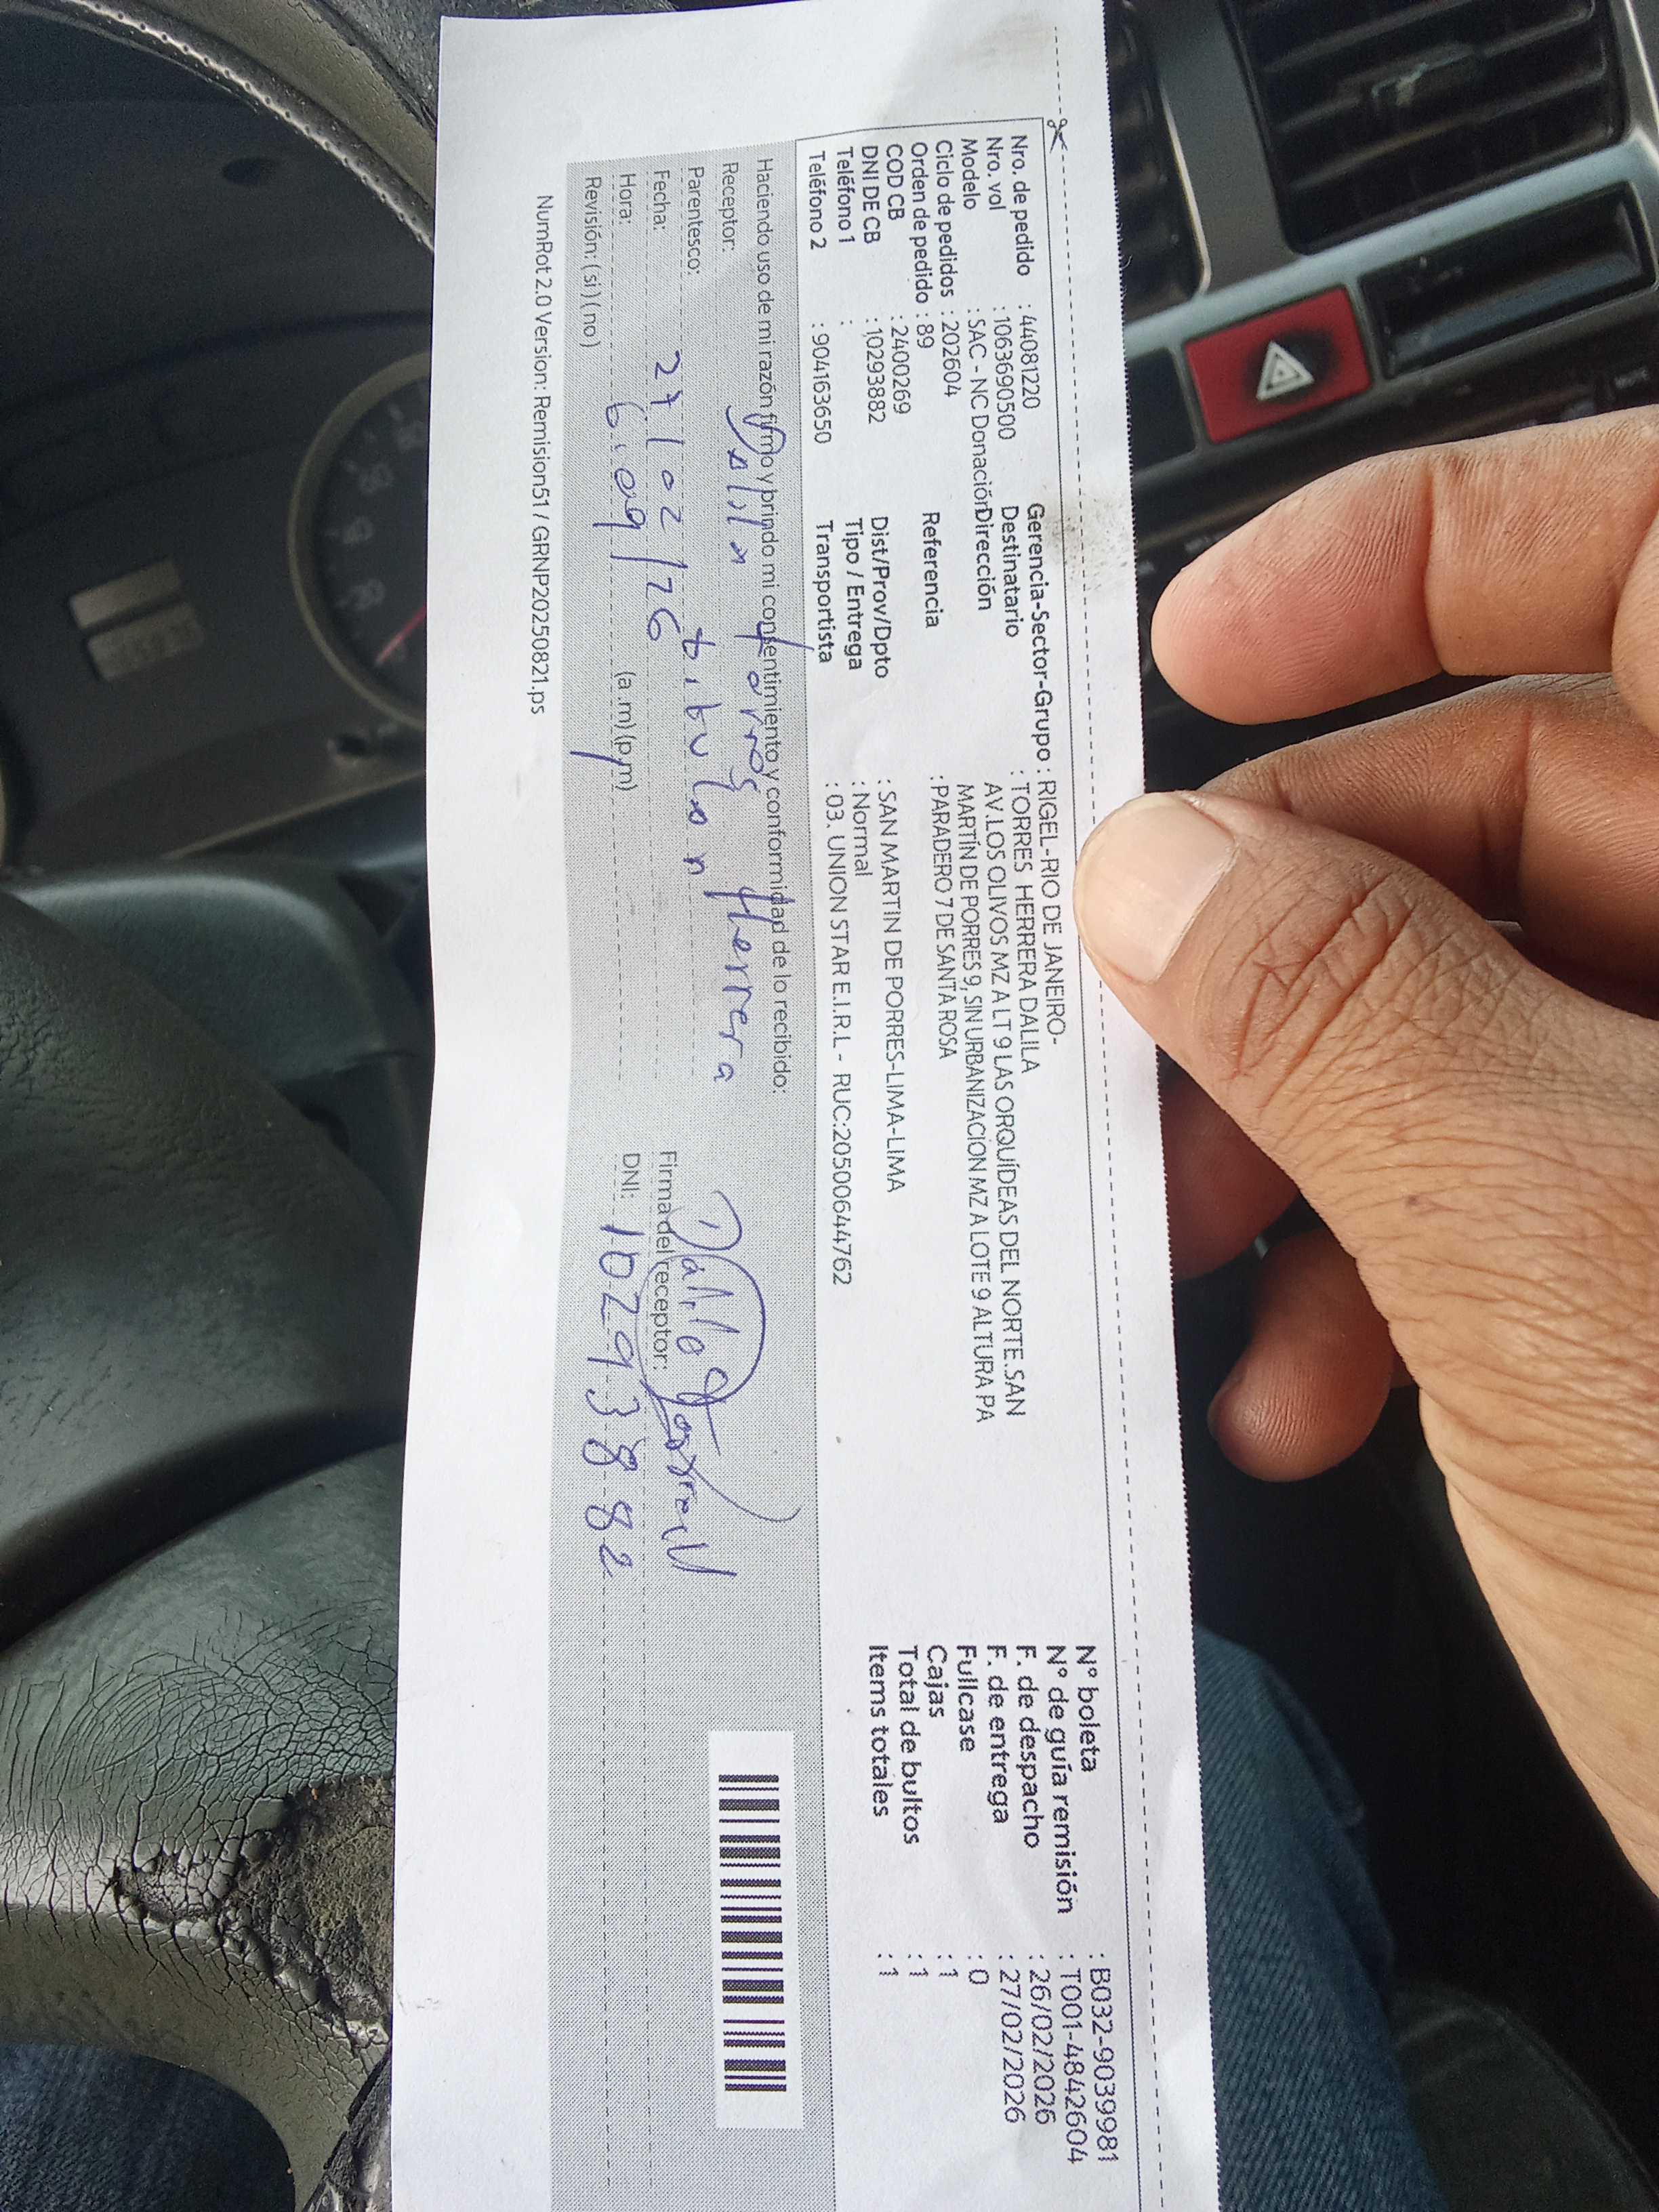 Nro. de pedido : 44081220
Nro. vol : 1063690500
Modelo : SAC - NC Donación
Ciclo de pedidos : 202604
Orden de pedido : 89
COD CB : 2400269
DNI DE CB : 10293882
Teléfono 1 :
Teléfono 2 : 904163650
Gerencia-Sector-Grupo : RIGEL-RIO DE JANEIRO-
Destinatario : TORRES HERRERA DALILA
Dirección AV.LOS OLIVOS MZ A LT 9 LAS ORQUÍDEAS DEL NORTE.SAN
MARTÍN DE PORRES 9, SIN URBANIZACION MZ A LOTE 9 ALTURA PA
Referencia : PARADERO 7 DE SANTA ROSA
Dist/Prov/Dpto : SAN MARTIN DE PORRES-LIMA-LIMA
Tipo / Entrega : Normal
Transportista : 03. UNION STAR E.I.R.L - RUC:20500644762
N° boleta : B032-9039981
N° de guía remisión : T001-4842604
F. de despacho : 26/02/2026
F. de entrega : 27/02/2026
Fullcase : 0
Cajas : 1
Total de bultos : 1
Items totales : 1
Haciendo uso de mi razón firmo y brindo mi consentimiento y conformidad de lo recibido:
Receptor: Dalila Torres Herrera
Parentesco: titular
Fecha: 27/02/26
Hora: 6:09 (a.m) (p.m)
Revisión: ( si ) ( no )
Firma del receptor:
DNI: 10293882
NumRot 2.0 Version: Remision51 / GRNP20250821.ps